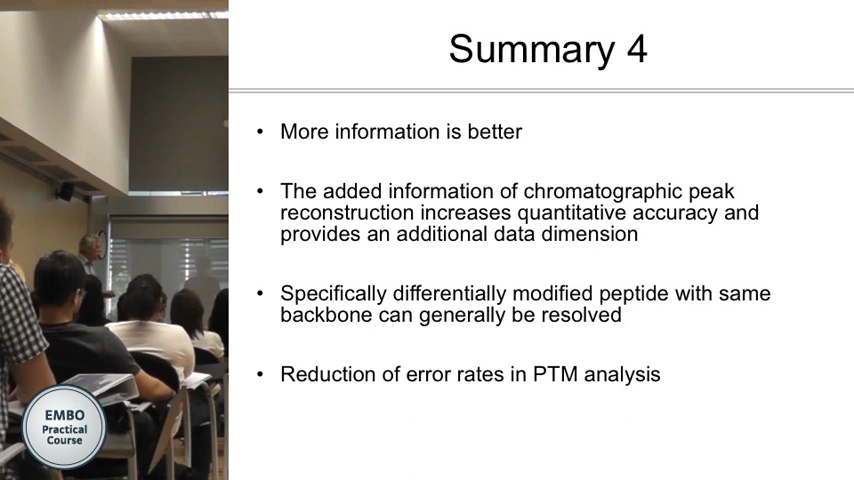 Summary 4
• More information is better
• The added information of chromatographic peak
reconstruction increases quantitative accuracy and
provides an additional data dimension
• Specifically differentially modified peptide with same
backbone can generally be resolved
• Reduction of error rates in PTM analysis
EMBO
Practical
Course